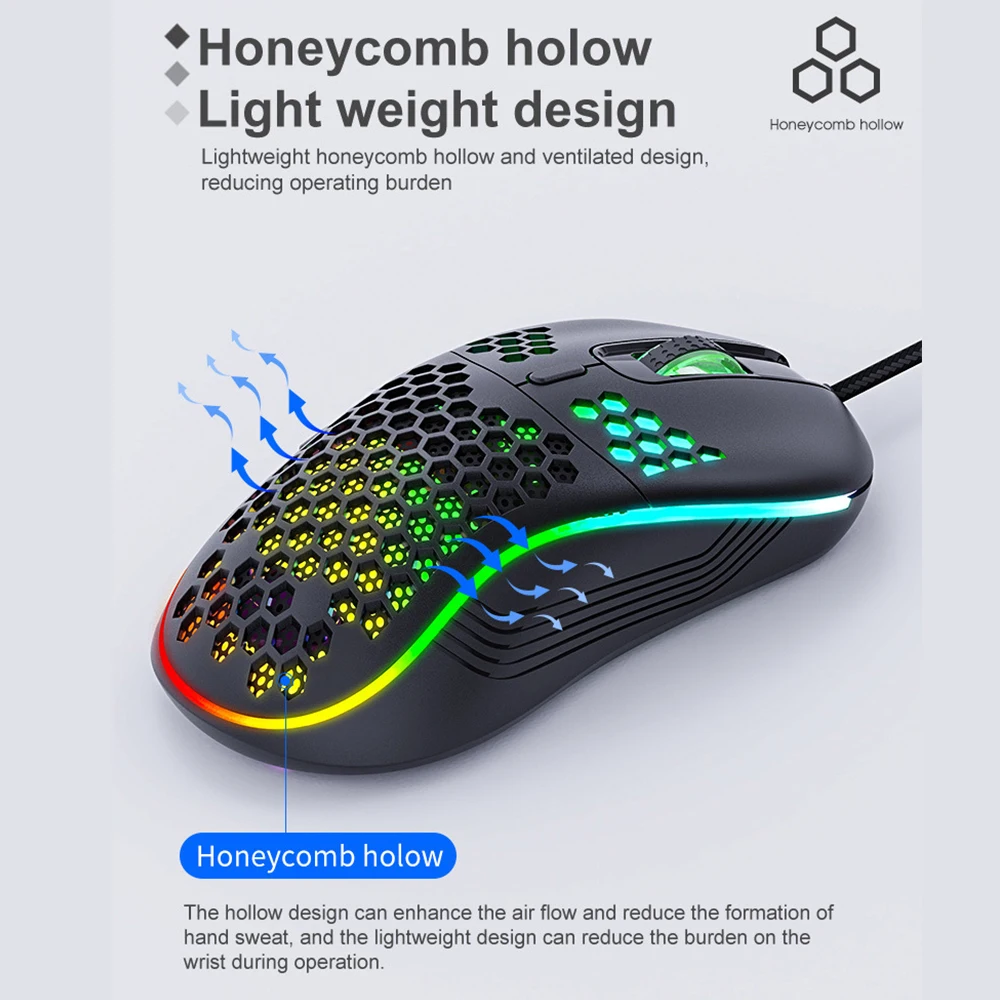 Honeycomb holow
Light weight design
Lightweight honeycomb hollow and ventilated design,
reducing operating burden
Honeycomb hollow
Honeycomb holow
The hollow design can enhance the air flow and reduce the formation of
hand sweat, and the lightweight design can reduce the burden on the
wrist during operation.